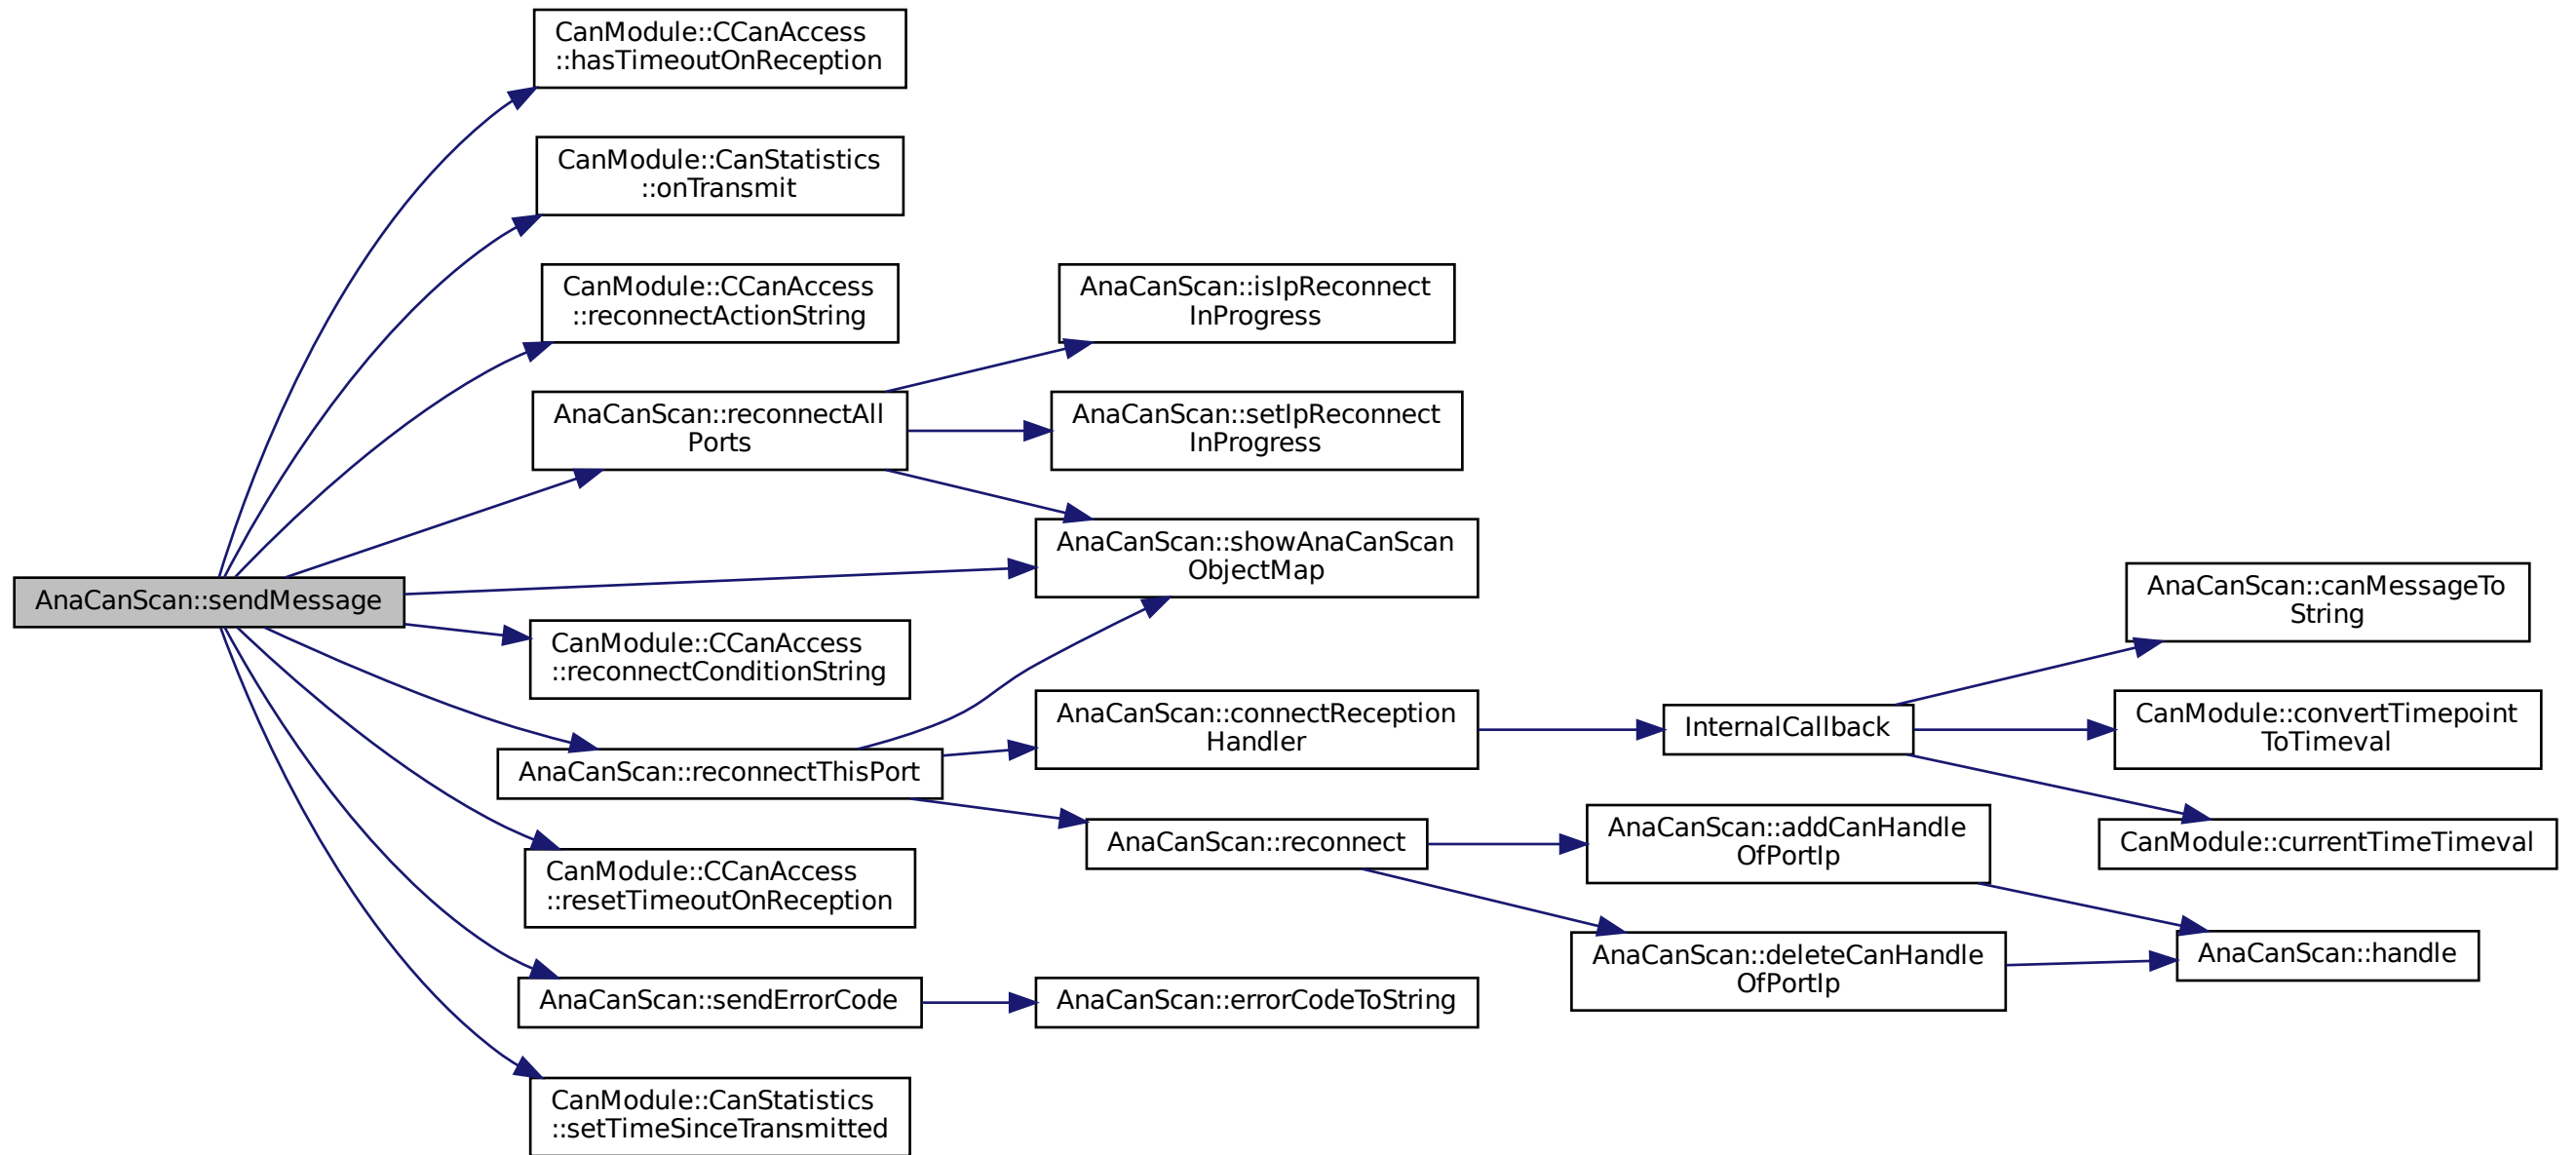 CanModule::CCanAccess
::hasTimeoutOnReception
CanModule::CanStatistics
::onTransmit
CanModule::CCanAccess
::reconnectActionString
AnaCanScan::isIpReconnect
InProgress
AnaCanScan::reconnectAll
Ports
AnaCanScan::setIpReconnect
InProgress
AnaCanScan::showAnaCanScan
ObjectMap
AnaCanScan::sendMessage
CanModule::CCanAccess
::reconnectConditionString
AnaCanScan::canMessageTo
String
AnaCanScan::connectReception
Handler
InternalCallback
CanModule::convertTimepoint
ToTimeval
AnaCanScan::reconnectThisPort
AnaCanScan::reconnect
AnaCanScan::addCanHandle
OfPortIp
CanModule::currentTimeTimeval
CanModule::CCanAccess
::resetTimeoutOnReception
AnaCanScan::deleteCanHandle
OfPortIp
AnaCanScan::handle
AnaCanScan::sendErrorCode
AnaCanScan::errorCodeToString
CanModule::CanStatistics
::setTimeSinceTransmitted